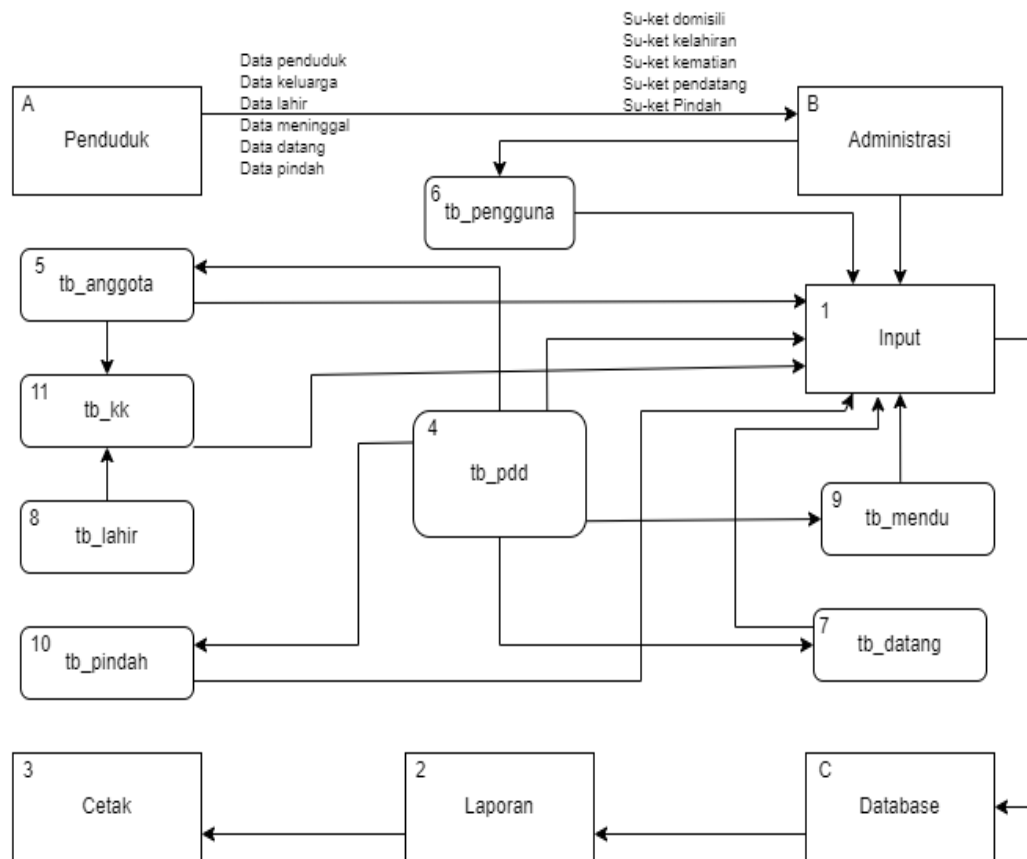 Su-ket domisili
Su-ket kelahiran
Su-ket kematian
Su-ket pendatang
Su-ket Pindah
Data penduduk
Data keluarga
Data lahir
Data meninggal
Data datang
Data pindah
A
Penduduk
B
Administrasi
6
tb_pengguna
5
tb_anggota
1
Input
11
tb_kk
4
tb_pdd
8
tb_lahir
9
tb_mendu
10
tb_pindah
7
tb_datang
3
Cetak
2
Laporan
C
Database